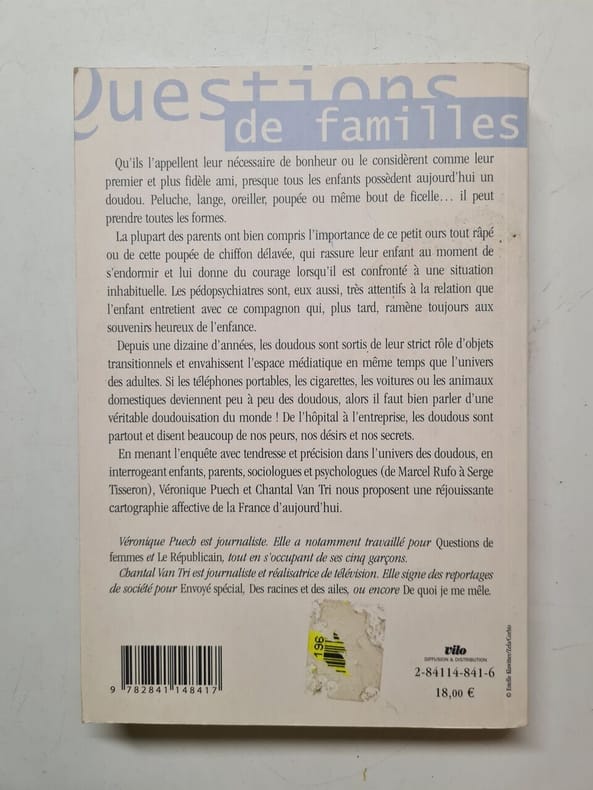 Questions
de familles
Qu'ils l'appellent leur nécessaire de bonheur ou le considèrent comme leur
premier et plus fidèle ami, presque tous les enfants possèdent aujourd'hui un
doudou. Peluche, lange, oreiller, poupée ou même bout de ficelle… il peut
prendre toutes les formes.
La plupart des parents ont bien compris l'importance de ce petit ours tout râpé
ou de cette poupée de chiffon délavée, qui rassure leur enfant au moment de
s'endormir et lui donne du courage lorsqu'il est confronté à une situation
inhabituelle. Les pédopsychiatres sont, eux aussi, très attentifs à la relation que
l'enfant entretient avec ce compagnon qui, plus tard, ramène toujours aux
souvenirs heureux de l'enfance.
Depuis une dizaine d'années, les doudous sont sortis de leur strict rôle d'objets
transitionnels et envahissent l'espace médiatique en même temps que l'univers
des adultes. Si les téléphones portables, les cigarettes, les voitures ou les animaux
domestiques deviennent peu à peu des doudous, alors il faut bien parler d'une
véritable doudouisation du monde ! De l'hôpital à l'entreprise, les doudous sont
partout et disent beaucoup de nos peurs, nos désirs et nos secrets.
En menant l'enquête avec tendresse et précision dans l'univers des doudous, en
interrogeant enfants, parents, sociologues et psychologues (de Marcel Rufo à Serge
Tisseron), Véronique Puech et Chantal Van Tri nous proposent une réjouissante
cartographie affective de la France d'aujourd'hui.
Véronique Puech est journaliste. Elle a notamment travaillé pour Questions de
femmes et Le Républicain, tout en s'occupant de ses cinq garçons.
Chantal Van Tri est journaliste et réalisatrice de télévision. Elle signe des reportages
de société pour Envoyé spécial, Des racines et des ailes, ou encore De quoi je me mêle.
196
vilo
DIFFUSION & DISTRIBUTION
2-84114-841-6
18,00 €
9 782841 148417